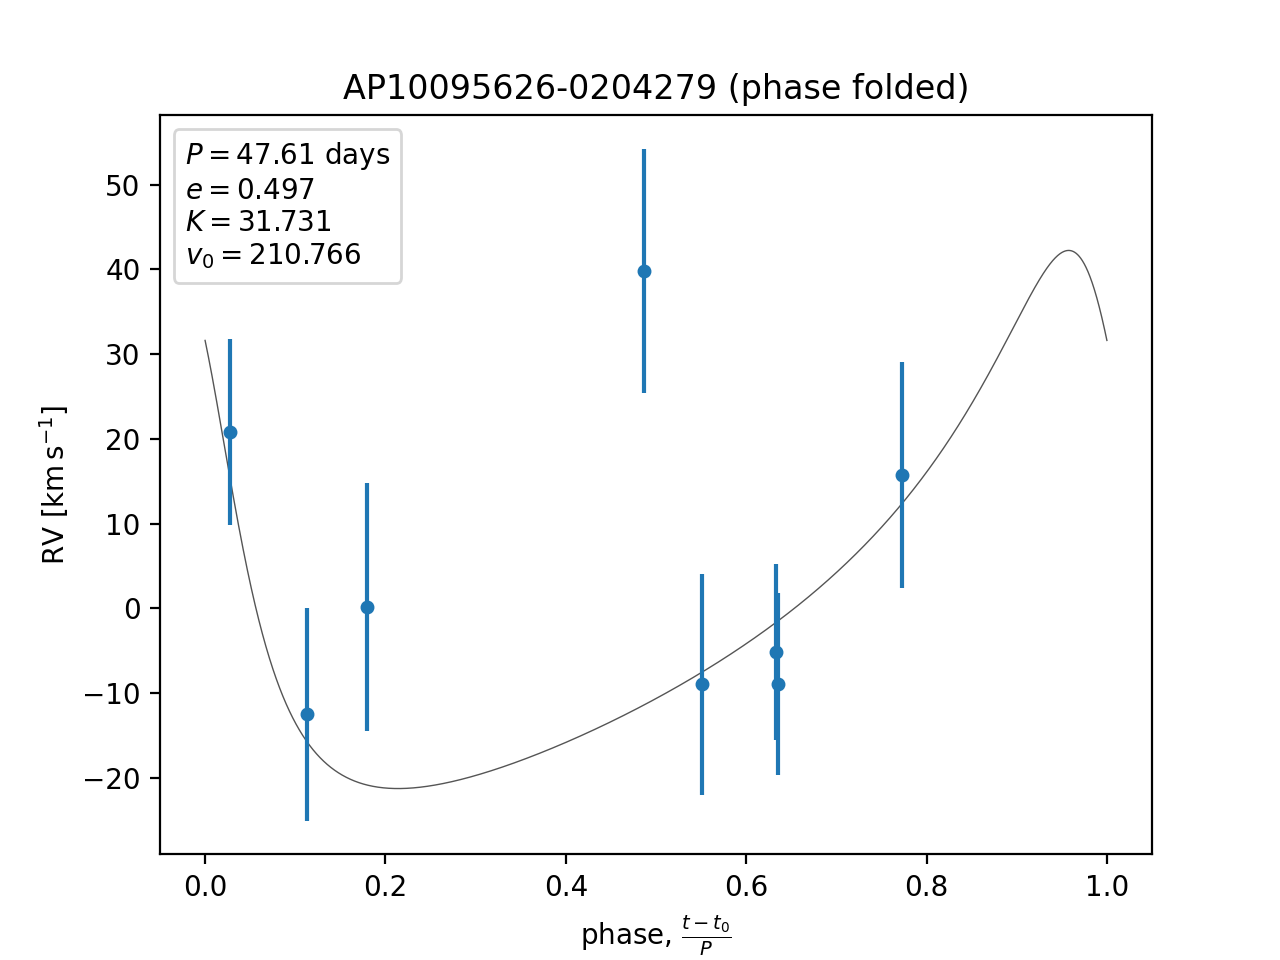 AP10095626-0204279 (phase folded)
P = 47.61 days
e = 0.497
K = 31.731
v₀ = 210.766
50
40
30
20
10
0
−10
−20
RV [km s⁻¹]
0.0 0.2 0.4 0.6 0.8 1.0
phase, (t − t₀)/P